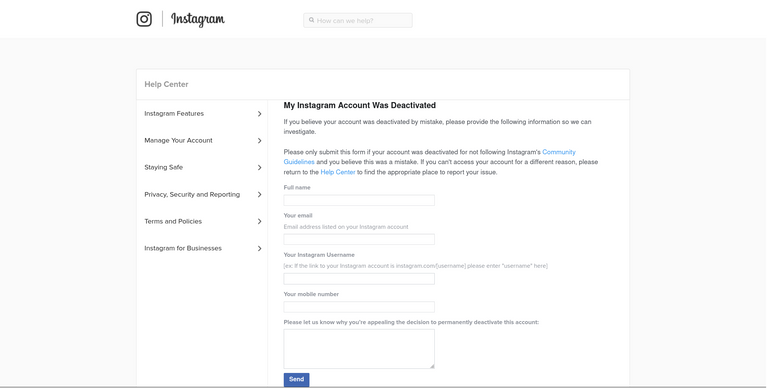 Instagram
How can we help?
Help Center
Instagram Features
Manage Your Account
Staying Safe
Privacy, Security and Reporting
Terms and Policies
Instagram for Businesses
My Instagram Account Was Deactivated
If you believe your account was deactivated by mistake, please provide the following information so we can
investigate.
Please only submit this form if your account was deactivated for not following Instagram's Community
Guidelines and you believe this was a mistake. If you can't access your account for a different reason, please
return to the Help Center to find the appropriate place to report your issue.
Full name
Your email
Email address listed on your Instagram account
Your Instagram Username
[ex: If the link to your Instagram account is instagram.com/[username] please enter "username" here]
Your mobile number
Please let us know why you're appealing the decision to permanently deactivate this account:
Send